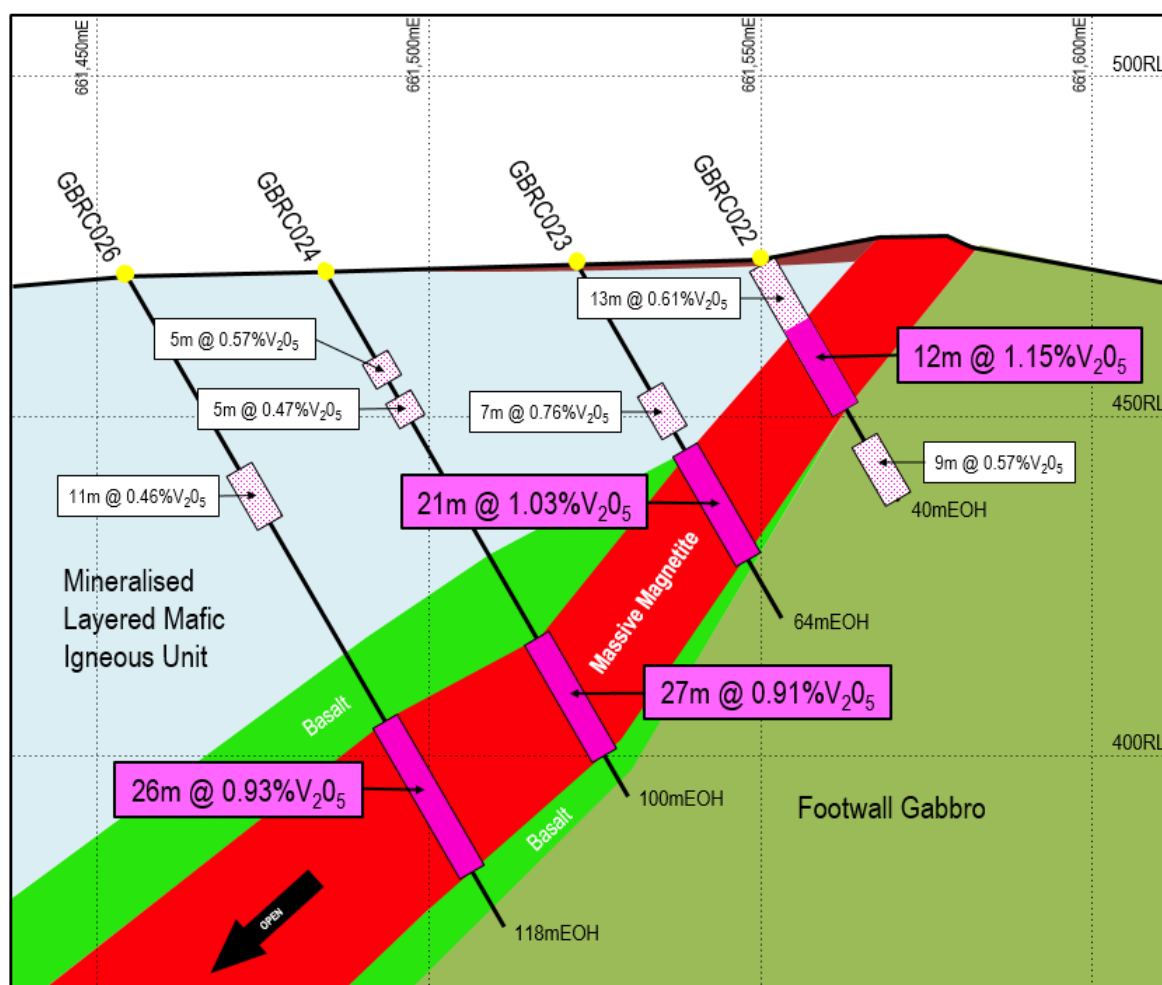 661,450mE
661,500mE
661,550mE
661,600mE
500RL
GBRC026
GBRC024
GBRC023
GBRC022
13m @ 0.61%V₂0₅
5m @ 0.57%V₂0₅
12m @ 1.15%V₂0₅
5m @ 0.47%V₂0₅
7m @ 0.76%V₂0₅
450RL
9m @ 0.57%V₂0₅
11m @ 0.46%V₂0₅
21m @ 1.03%V₂0₅
40mEOH
Mineralised
Layered Mafic
Igneous Unit
Massive Magnetite
64mEOH
27m @ 0.91%V₂0₅
Basalt
400RL
26m @ 0.93%V₂0₅
100mEOH
Footwall Gabbro
Basalt
OPEN
118mEOH